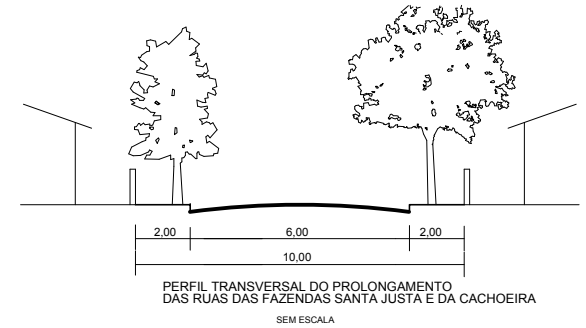 2,00 6,00 2,00
10,00
PERFIL TRANSVERSAL DO PROLONGAMENTO
DAS RUAS DAS FAZENDAS SANTA JUSTA E DA CACHOEIRA
SEM ESCALA